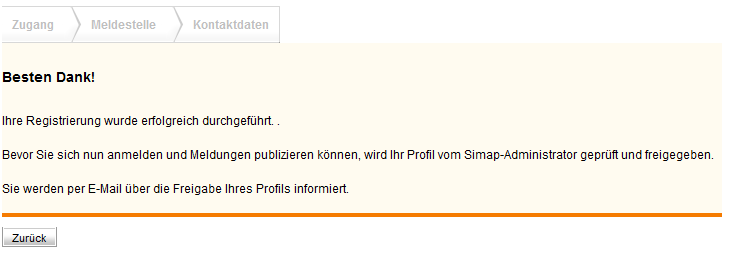 Zugang Meldestelle Kontaktdaten
Besten Dank!
Ihre Registrierung wurde erfolgreich durchgeführt. .
Bevor Sie sich nun anmelden und Meldungen publizieren können, wird Ihr Profil vom Simap-Administrator geprüft und freigegeben.
Sie werden per E-Mail über die Freigabe Ihres Profils informiert.
Zurück